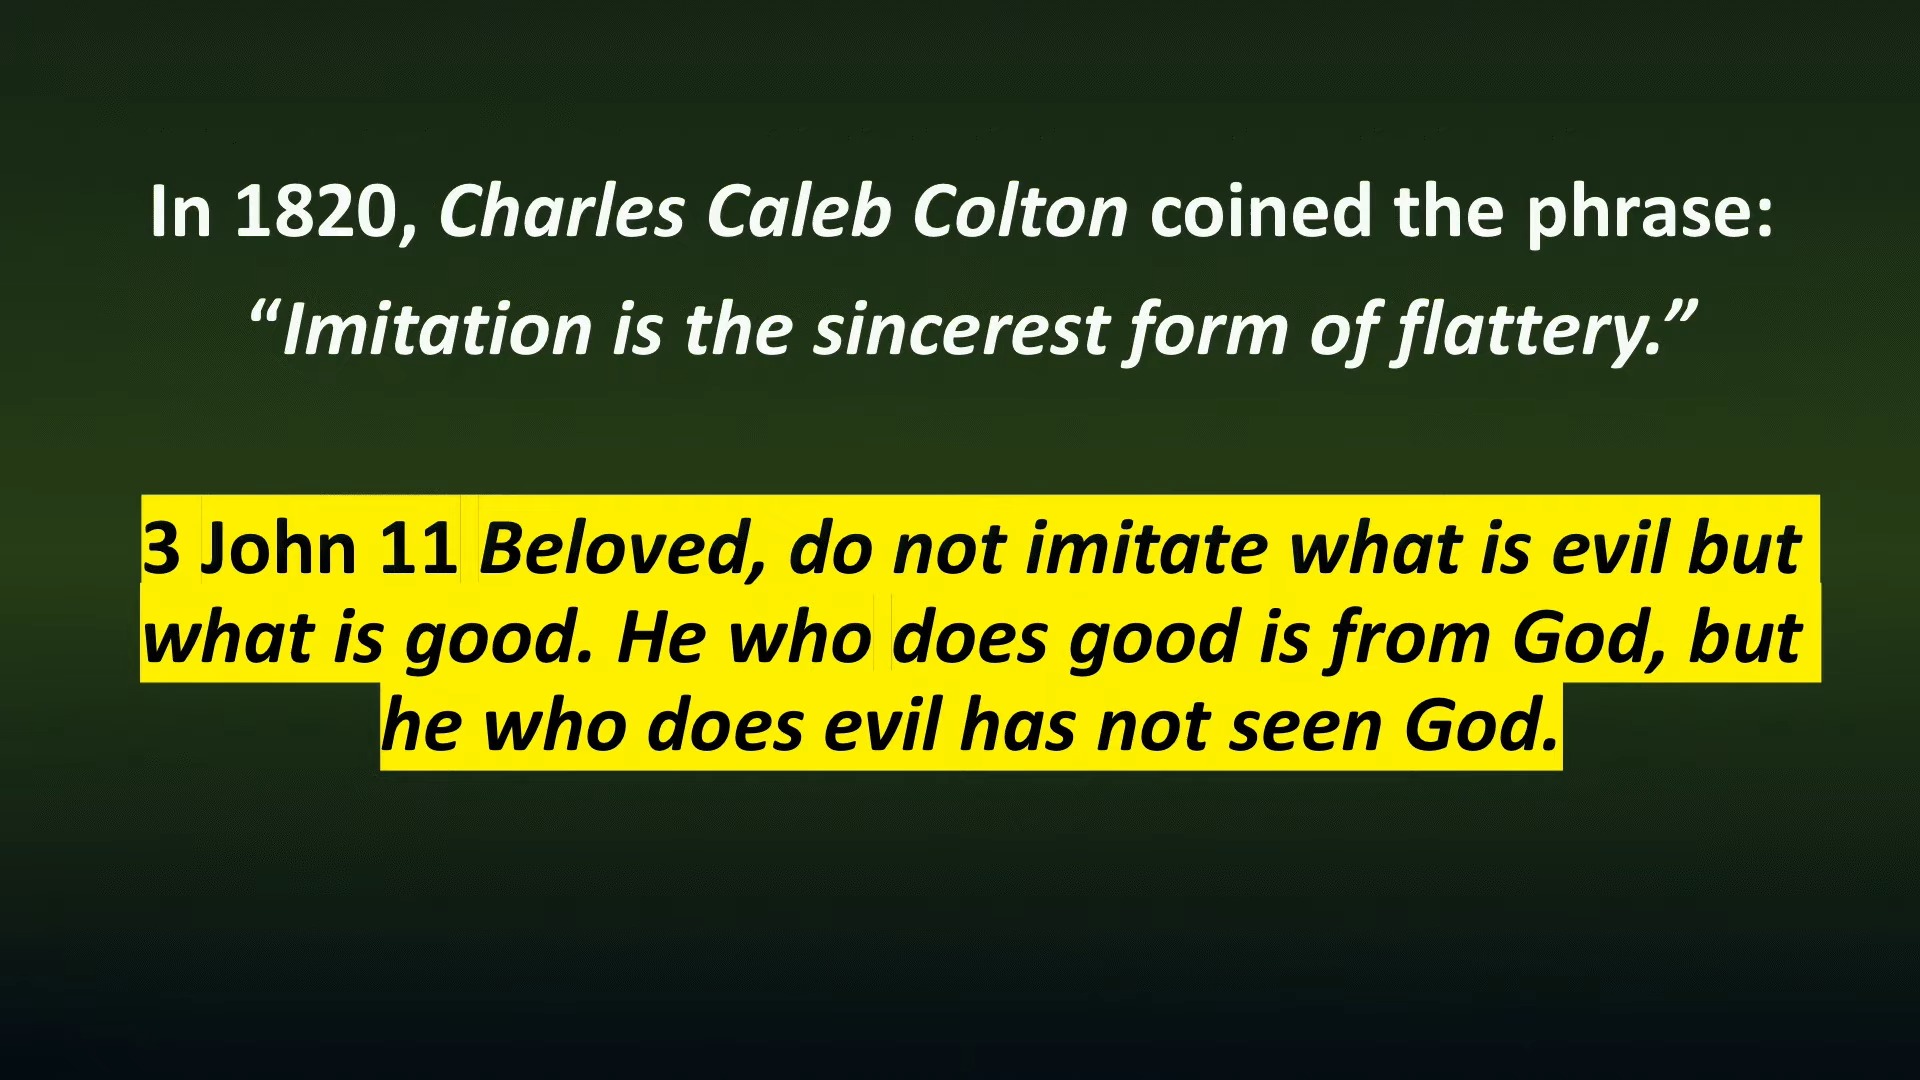 In 1820, Charles Caleb Colton coined the phrase:
“Imitation is the sincerest form of flattery.”
3 John 11 Beloved, do not imitate what is evil but
what is good. He who does good is from God, but
he who does evil has not seen God.